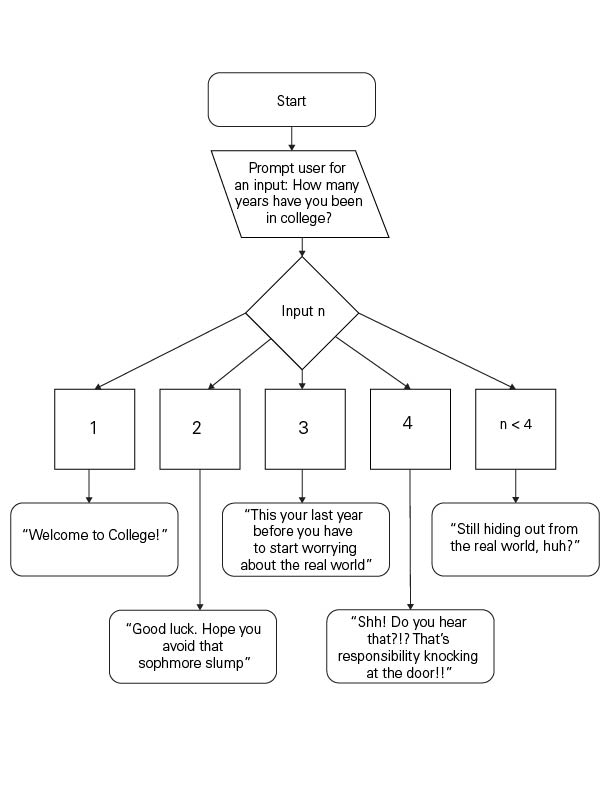 Start
Prompt user for
an input: How many
years have you been
in college?
Input n
1
2
3
4
n < 4
“Welcome to College!”
“This your last year
before you have
to start worrying
about the real world”
“Still hiding out from
the real world, huh?”
“Good luck. Hope you
avoid that
sophmore slump”
“Shh! Do you hear
that?!? That’s
responsibility knocking
at the door!!”